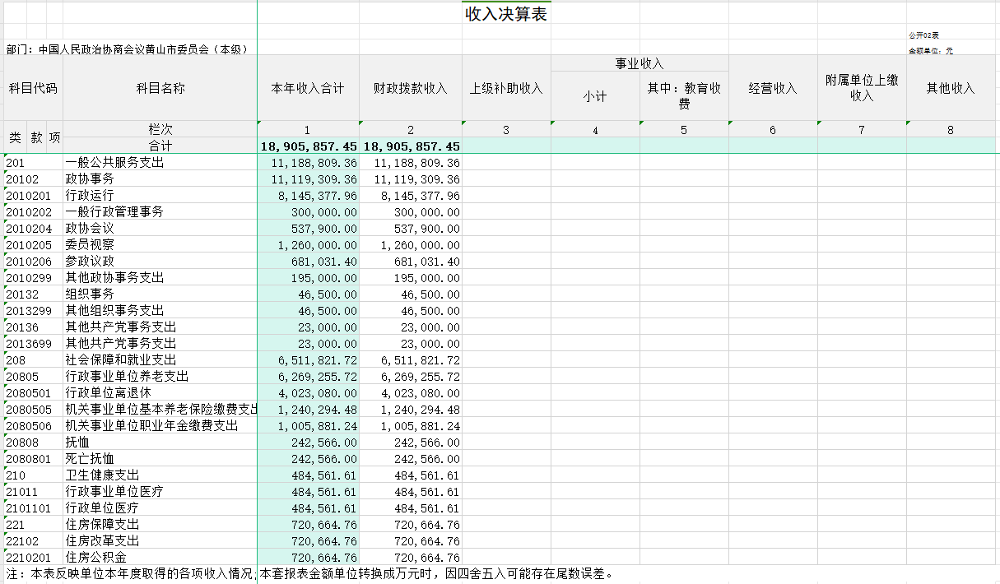 收入决算表
公开02表
部门：中国人民政治协商会议黄山市委员会（本级）
金额单位：元
科目代码 科目名称 本年收入合计 财政拨款收入 上级补助收入 事业收入 经营收入 附属单位上缴收入 其他收入
小计 其中：教育收费
类 款 项 栏次 1 2 3 4 5 6 7 8
合计 18,905,857.45 18,905,857.45
201 一般公共服务支出 11,188,809.36 11,188,809.36
20102 政协事务 11,119,309.36 11,119,309.36
2010201 行政运行 8,145,377.96 8,145,377.96
2010202 一般行政管理事务 300,000.00 300,000.00
2010204 政协会议 537,900.00 537,900.00
2010205 委员视察 1,260,000.00 1,260,000.00
2010206 参政议政 681,031.40 681,031.40
2010299 其他政协事务支出 195,000.00 195,000.00
20132 组织事务 46,500.00 46,500.00
2013299 其他组织事务支出 46,500.00 46,500.00
20136 其他共产党事务支出 23,000.00 23,000.00
2013699 其他共产党事务支出 23,000.00 23,000.00
208 社会保障和就业支出 6,511,821.72 6,511,821.72
20805 行政事业单位养老支出 6,269,255.72 6,269,255.72
2080501 行政单位离退休 4,023,080.00 4,023,080.00
2080505 机关事业单位基本养老保险缴费支出 1,240,294.48 1,240,294.48
2080506 机关事业单位职业年金缴费支出 1,005,881.24 1,005,881.24
20808 抚恤 242,566.00 242,566.00
2080801 死亡抚恤 242,566.00 242,566.00
210 卫生健康支出 484,561.61 484,561.61
21011 行政事业单位医疗 484,561.61 484,561.61
2101101 行政单位医疗 484,561.61 484,561.61
221 住房保障支出 720,664.76 720,664.76
22102 住房改革支出 720,664.76 720,664.76
2210201 住房公积金 720,664.76 720,664.76
注：本表反映单位本年度取得的各项收入情况；本套报表金额单位转换成万元时，因四舍五入可能存在尾数误差。